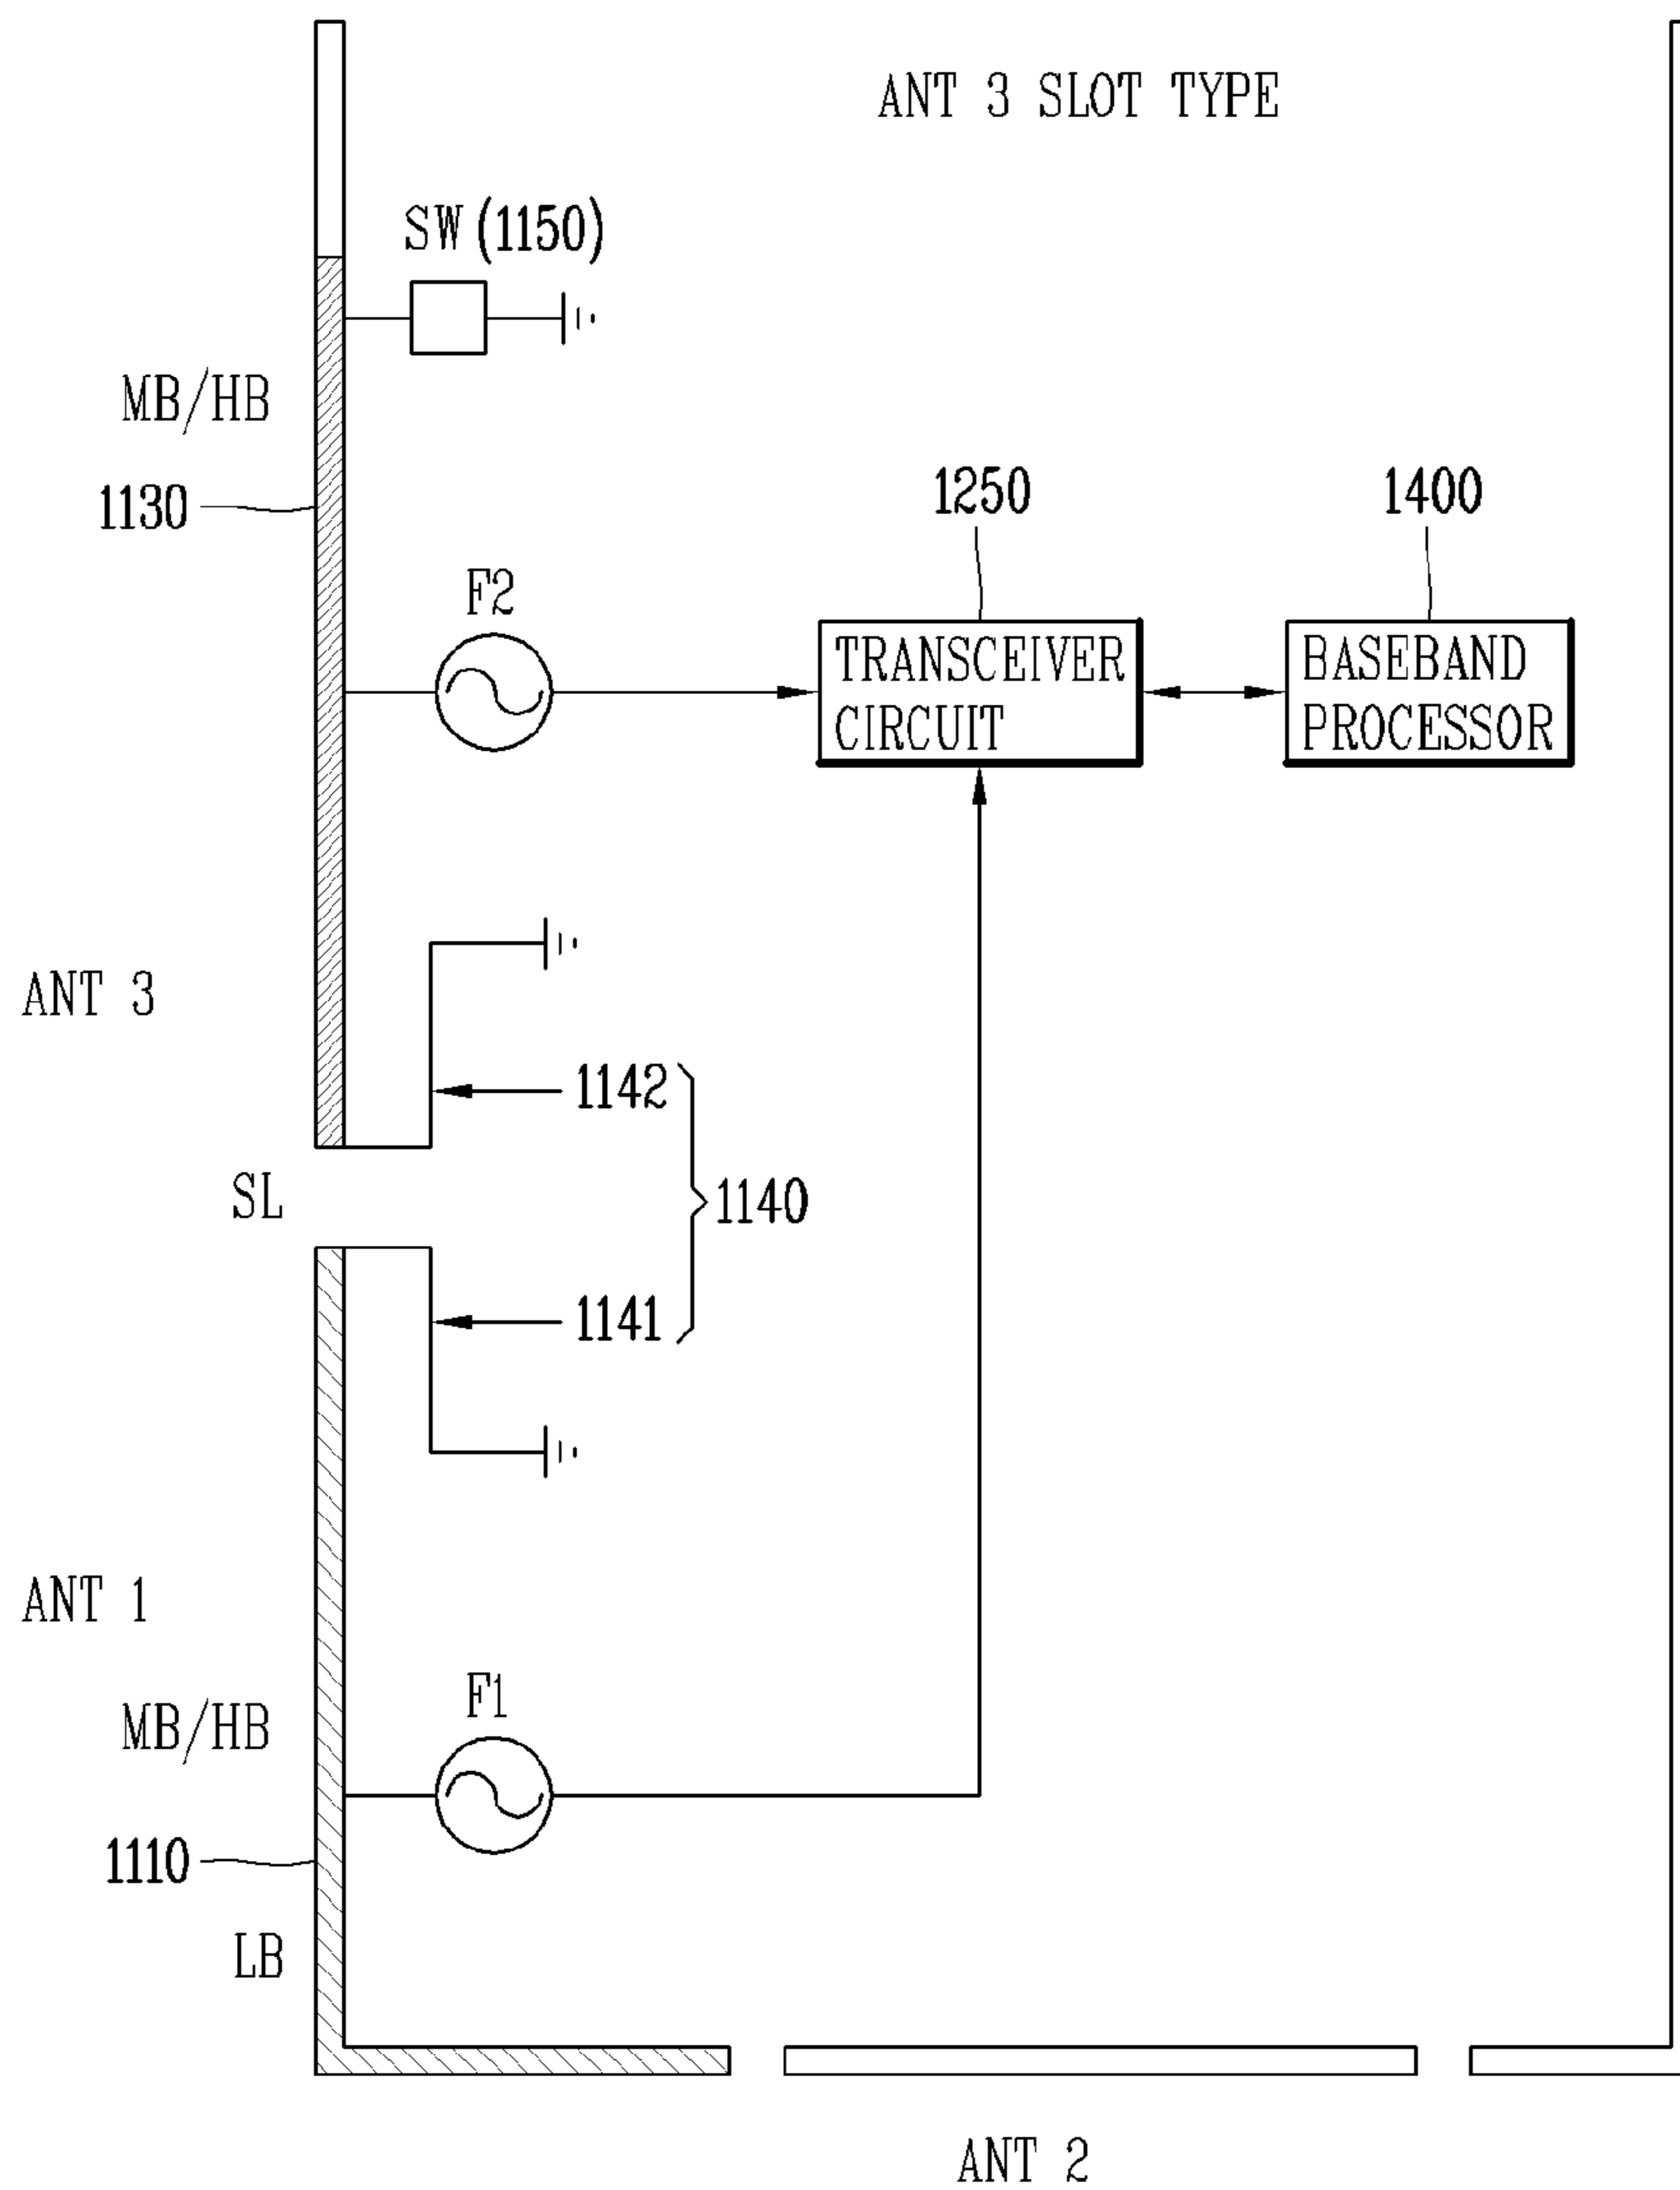 ANT 3 SLOT TYPE
SW (1150)
MB/HB
1130
1250
1400
F2
TRANSCEIVER
CIRCUIT
BASEBAND
PROCESSOR
ANT 3
1142
SL
1140
1141
ANT 1
F1
MB/HB
1110
LB
ANT 2